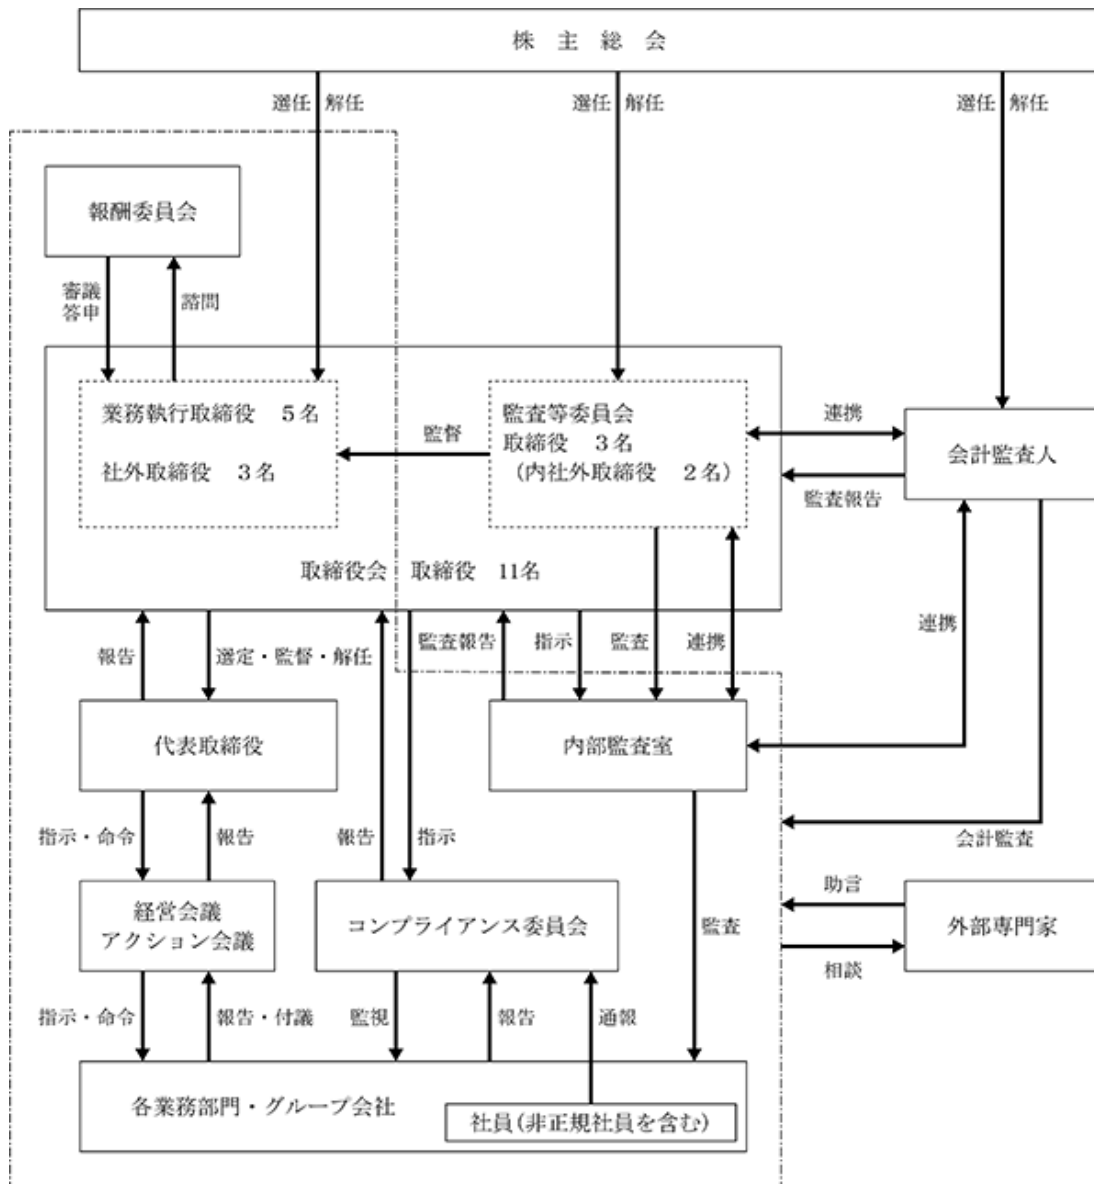 株主総会
選任 解任
選任 解任
選任 解任
報酬委員会
審議
答申
諮問
業務執行取締役 5名
社外取締役 3名
監督
監査等委員会
取締役 3名
(内社外取締役 2名)
連携
監査報告
会計監査人
取締役会 取締役 11名
報告
選定・監督・解任
監査報告
指示
監査
連携
連携
代表取締役
内部監査室
指示・命令
報告
報告
指示
会計監査
経営会議
アクション会議
コンプライアンス委員会
監査
助言
外部専門家
相談
指示・命令
報告・付議
監視
報告
通報
各業務部門・グループ会社
社員(非正規社員を含む)